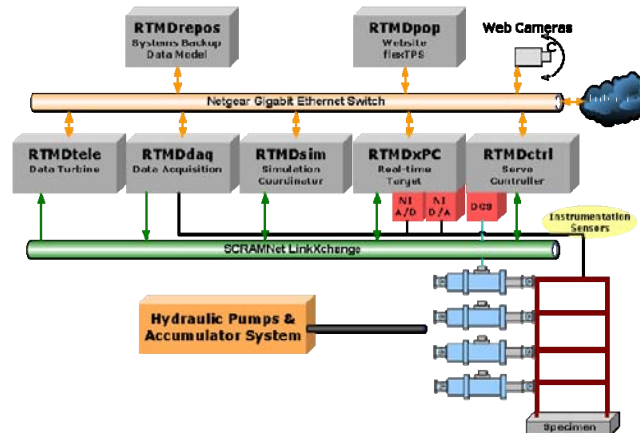 RTMDrepos
Systems Backup
Data Model
RTMDpop
Website
flexTPS
Web Cameras
Netgear Gigabit Ethernet Switch
RTMDtele
Data Turbine
RTMDdaq
Data Acquisition
RTMDsim
Simulation
Coordinator
RTMDxPC
Real-time
Target
RTMDctrl
Servo
Controller
NI
A/D
NI
D/A
Instrumentation
Sensors
SCRAMNet LinkXchange
Hydraulic Pumps &
Accumulator System
Specimen